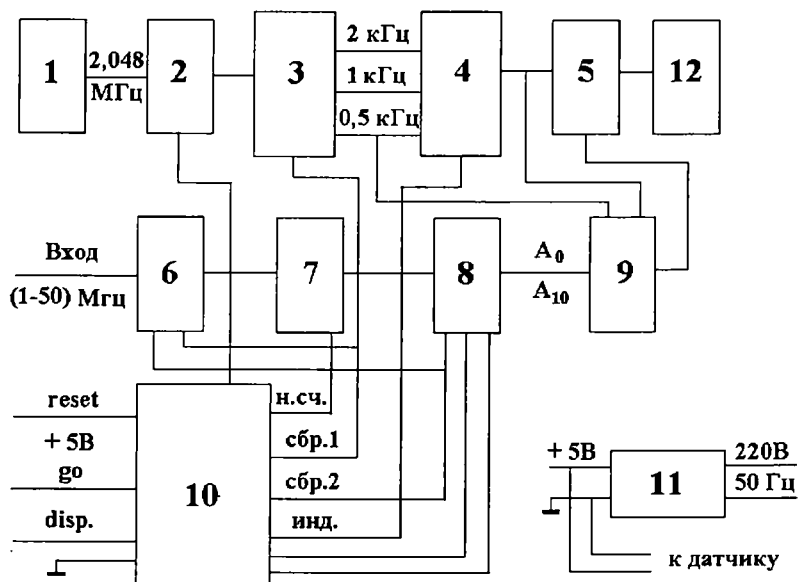 1
2,048
МГц
2
3
2 кГц
1 кГц
0,5 кГц
4
5
12
Вход
(1-50) Мгц
6
7
8
A₀
A₁₀
9
reset
+ 5В
go
disp.
10
н.сч.
сбр.1
сбр.2
инд.
+ 5В
11
220В
50 Гц
к датчику